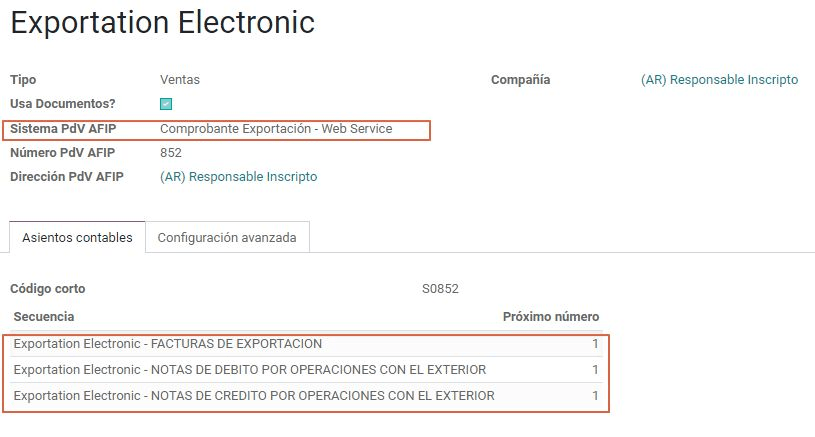 Exportation Electronic
Tipo Ventas Compañía (AR) Responsable Inscripto
Usa Documentos?
Sistema PdV AFIP Comprobante Exportación - Web Service
Número PdV AFIP 852
Dirección PdV AFIP (AR) Responsable Inscripto
Asientos contables Configuración avanzada
Código corto S0852
Secuencia Próximo número
Exportation Electronic - FACTURAS DE EXPORTACION 1
Exportation Electronic - NOTAS DE DEBITO POR OPERACIONES CON EL EXTERIOR 1
Exportation Electronic - NOTAS DE CREDITO POR OPERACIONES CON EL EXTERIOR 1